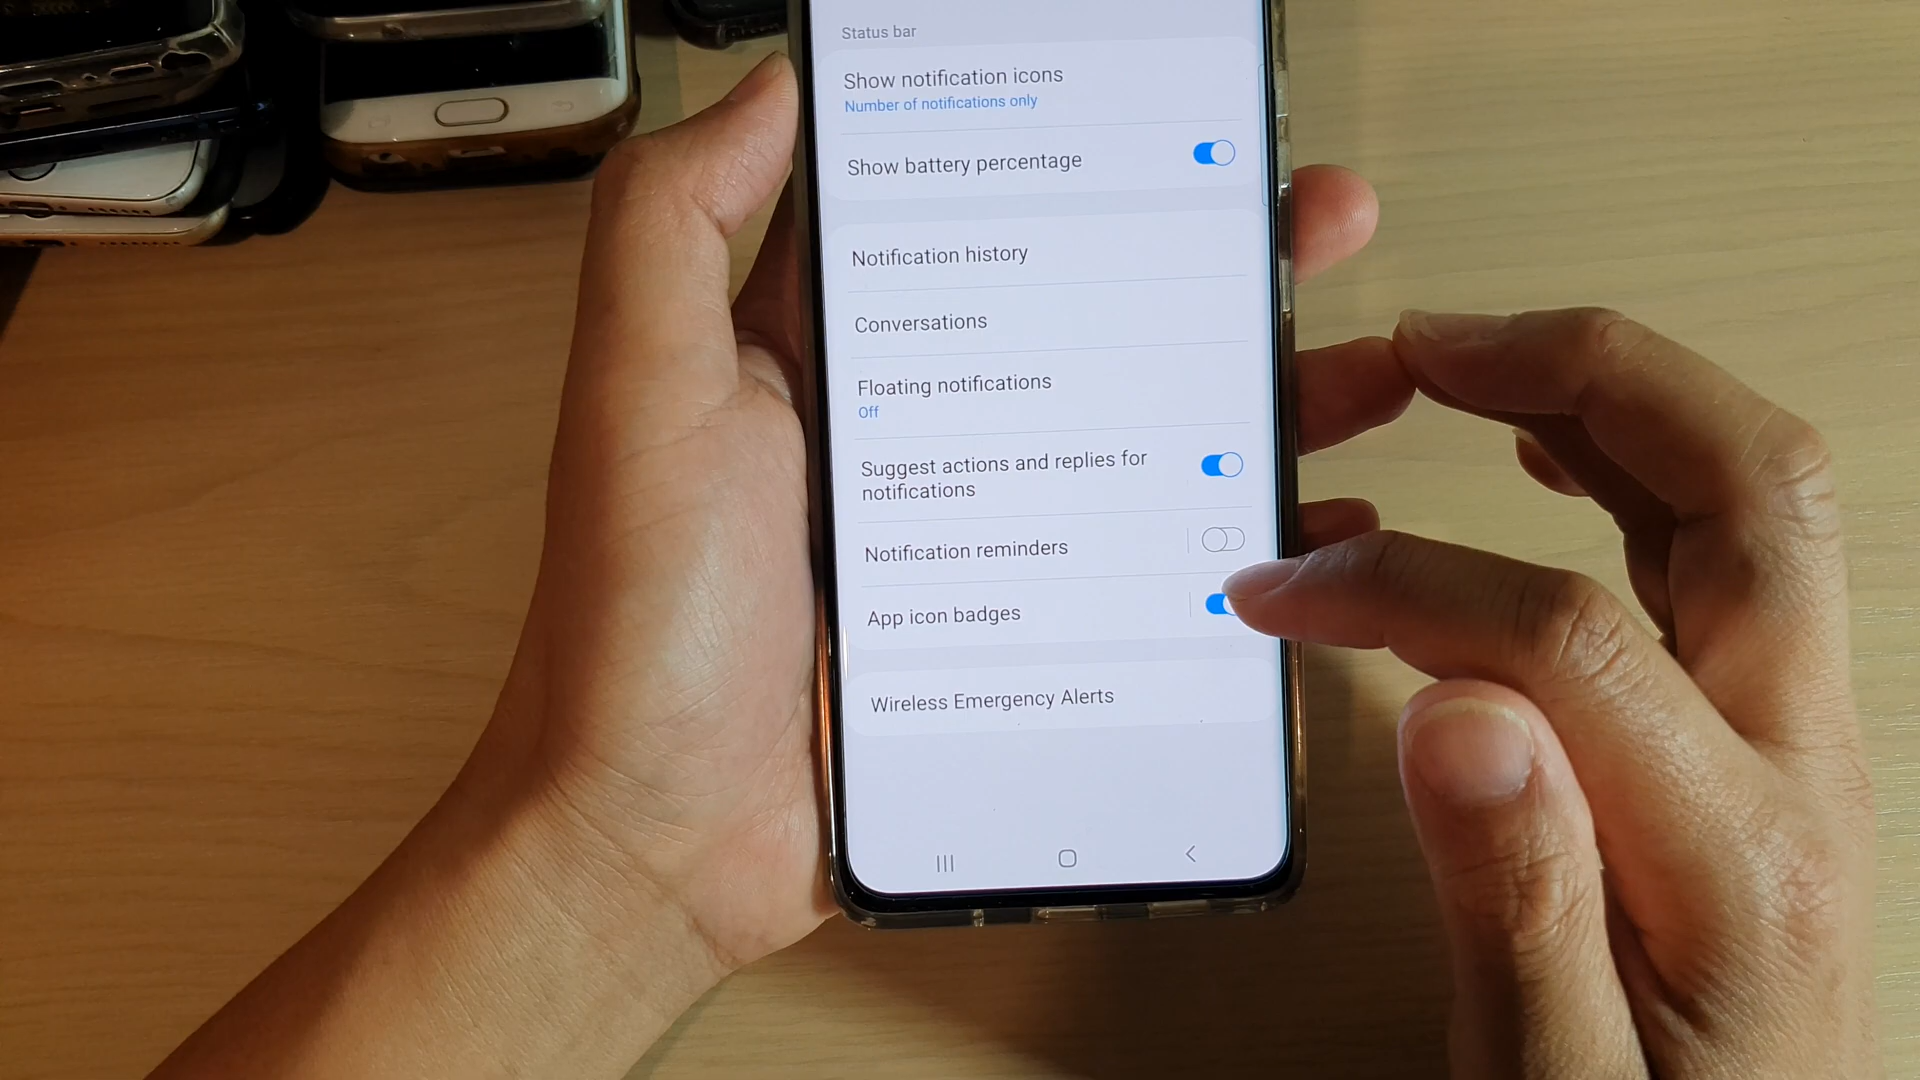 Status bar
Show notification icons
Number of notifications only
Show battery percentage
Notification history
Conversations
Floating notifications
Off
Suggest actions and replies for
notifications
Notification reminders
App icon badges
Wireless Emergency Alerts